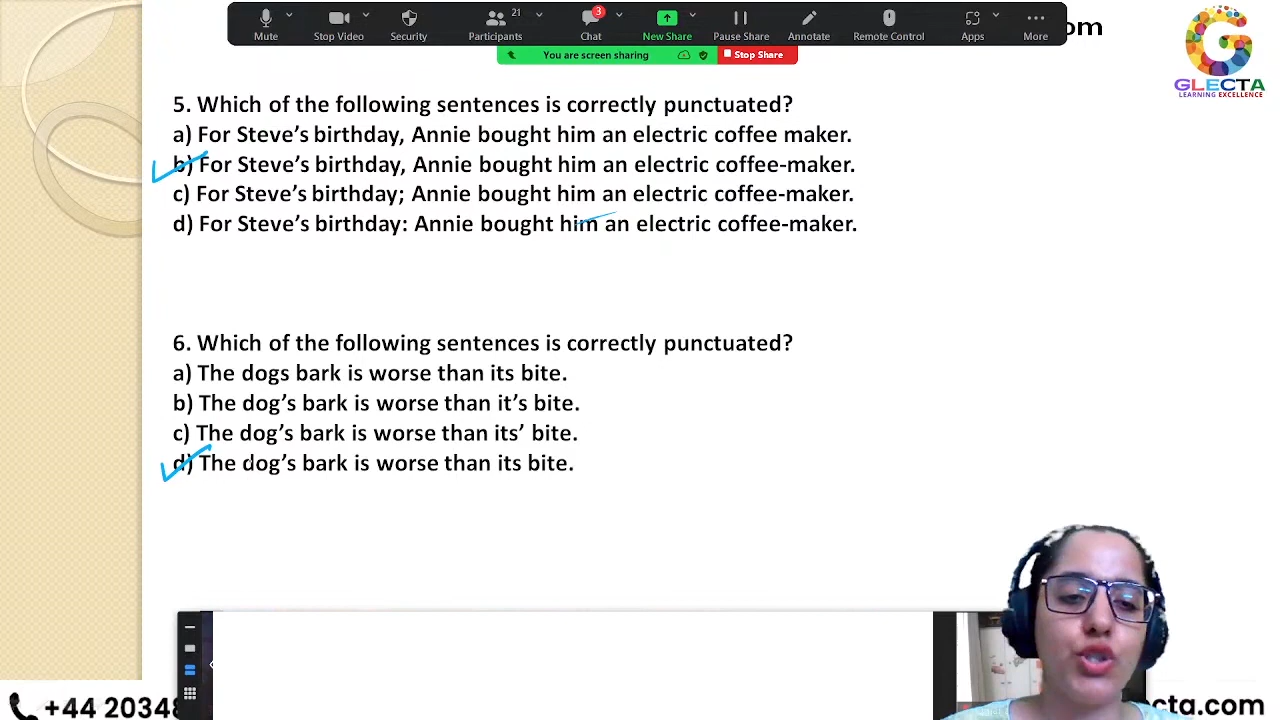 21
3
Mute
Stop Video
Security
Participants
Chat
New Share
Pause Share
Annotate
Remote Control
Apps
More
om
You are screen sharing
Stop Share
GLECTA
LEARNING EXCELLENCE
5. Which of the following sentences is correctly punctuated?
a) For Steve’s birthday, Annie bought him an electric coffee maker.
b) For Steve’s birthday, Annie bought him an electric coffee-maker.
c) For Steve’s birthday; Annie bought him an electric coffee-maker.
d) For Steve’s birthday: Annie bought him an electric coffee-maker.
6. Which of the following sentences is correctly punctuated?
a) The dogs bark is worse than its bite.
b) The dog’s bark is worse than it’s bite.
c) The dog’s bark is worse than its’ bite.
d) The dog’s bark is worse than its bite.
+44 2034
ecta.com